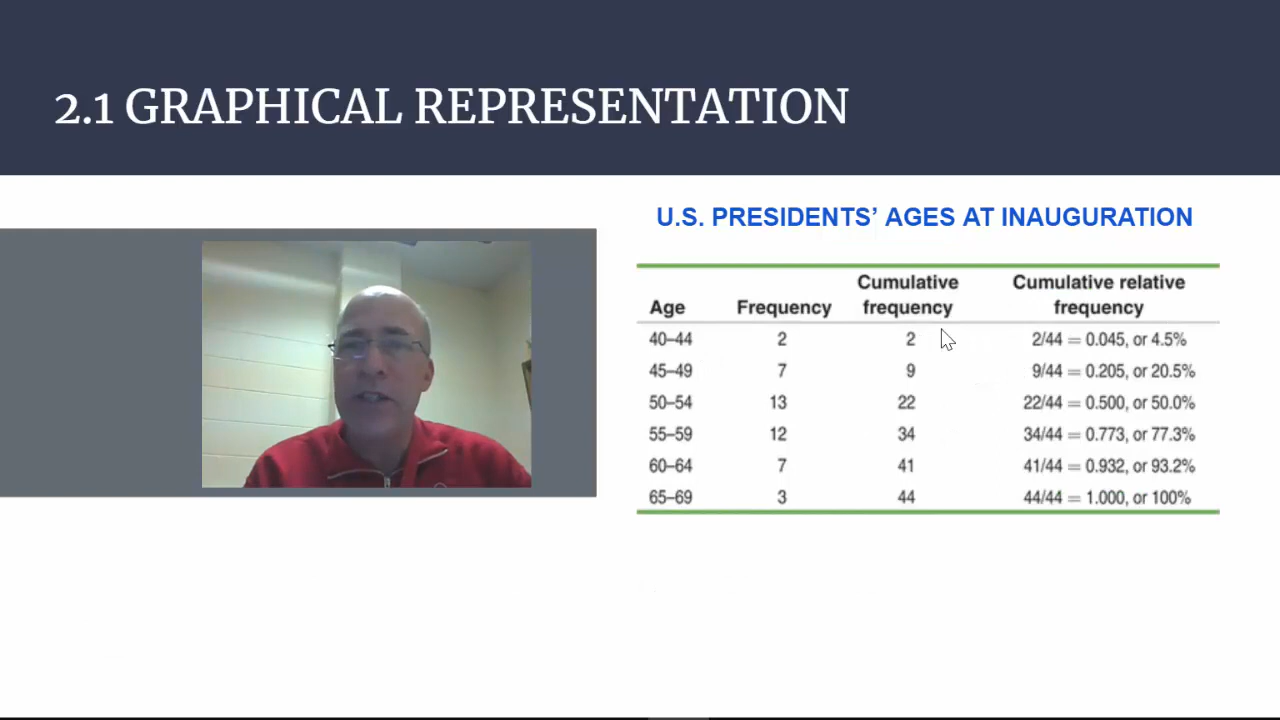 2.1 GRAPHICAL REPRESENTATION
U.S. PRESIDENTS’ AGES AT INAUGURATION
Age Frequency Cumulative frequency Cumulative relative frequency
40–44 2 2 2/44 = 0.045, or 4.5%
45–49 7 9 9/44 = 0.205, or 20.5%
50–54 13 22 22/44 = 0.500, or 50.0%
55–59 12 34 34/44 = 0.773, or 77.3%
60–64 7 41 41/44 = 0.932, or 93.2%
65–69 3 44 44/44 = 1.000, or 100%